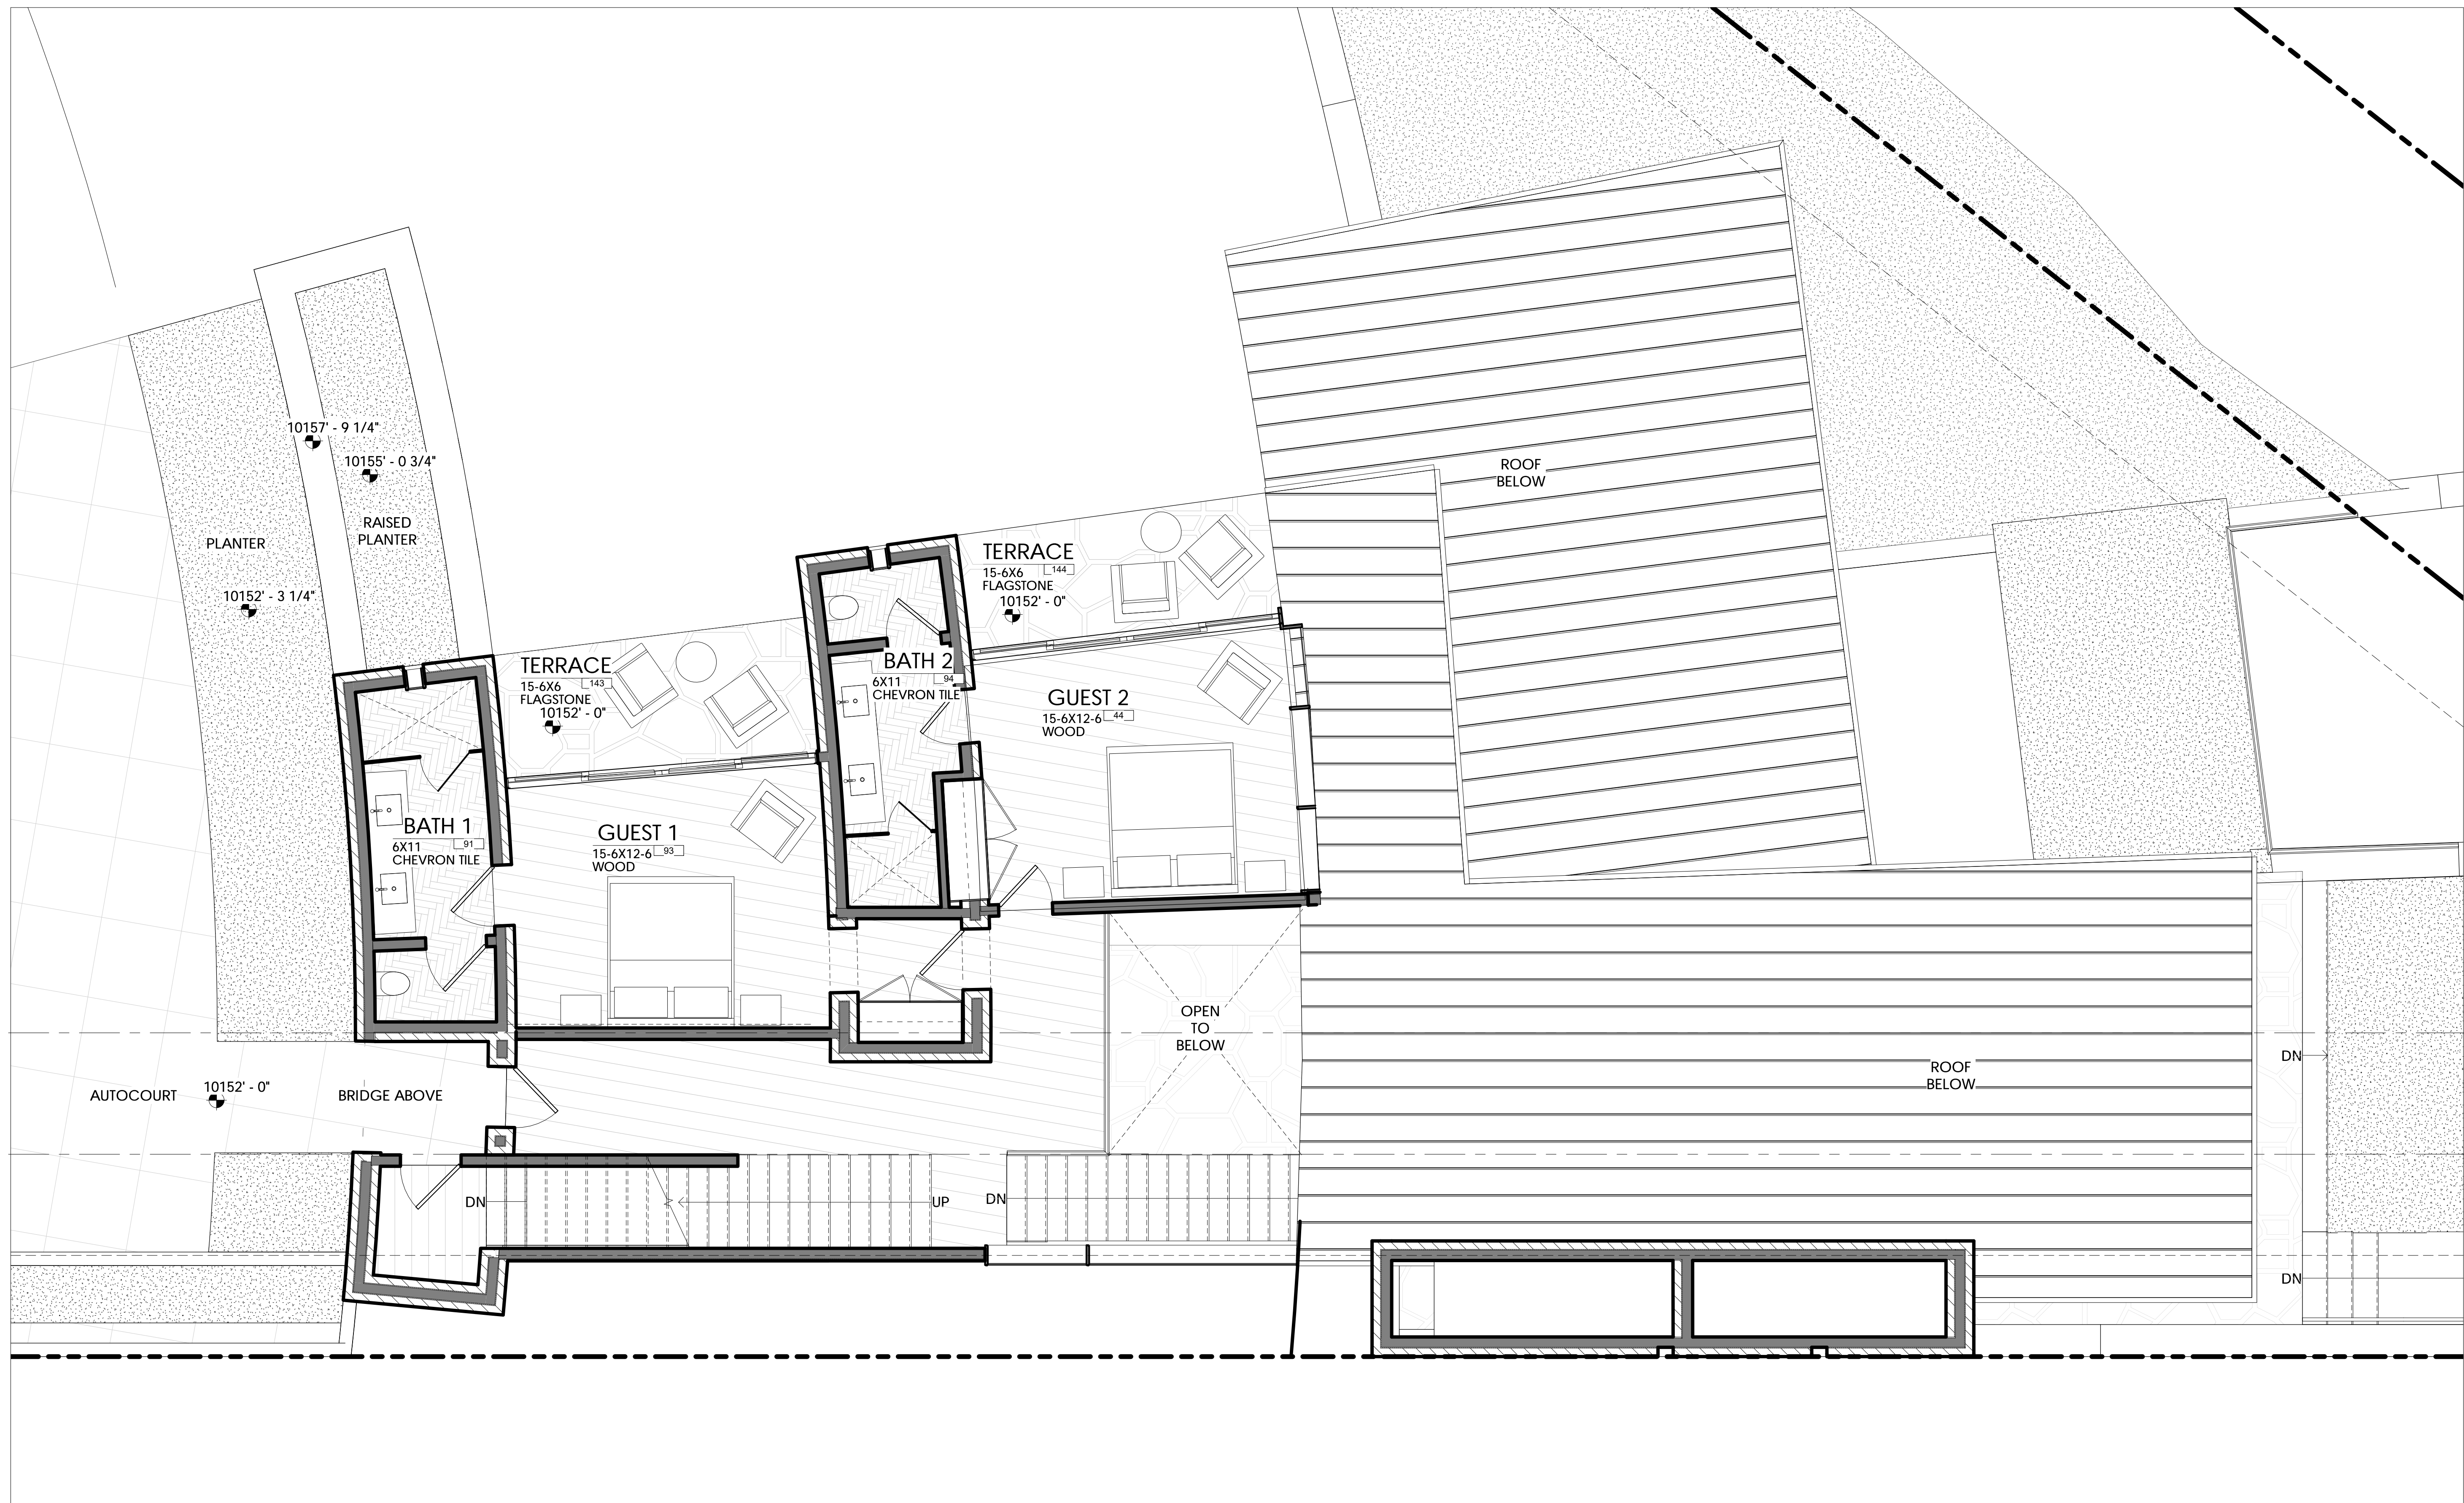 10157' - 9 1/4"
10155' - 0 3/4"
RAISED
PLANTER
PLANTER
10152' - 3 1/4"
ROOF
BELOW
TERRACE
15-6X6
144
FLAGSTONE
10152' - 0"
TERRACE
15-6X6
143
FLAGSTONE
10152' - 0"
BATH 2
6X11
94
CHEVRON TILE
GUEST 2
15-6X12-6
44
WOOD
BATH 1
6X11
91
CHEVRON TILE
GUEST 1
15-6X12-6
93
WOOD
OPEN
TO
BELOW
AUTOCOURT
10152' - 0"
BRIDGE ABOVE
ROOF
BELOW
DN
DN
UP
DN
DN